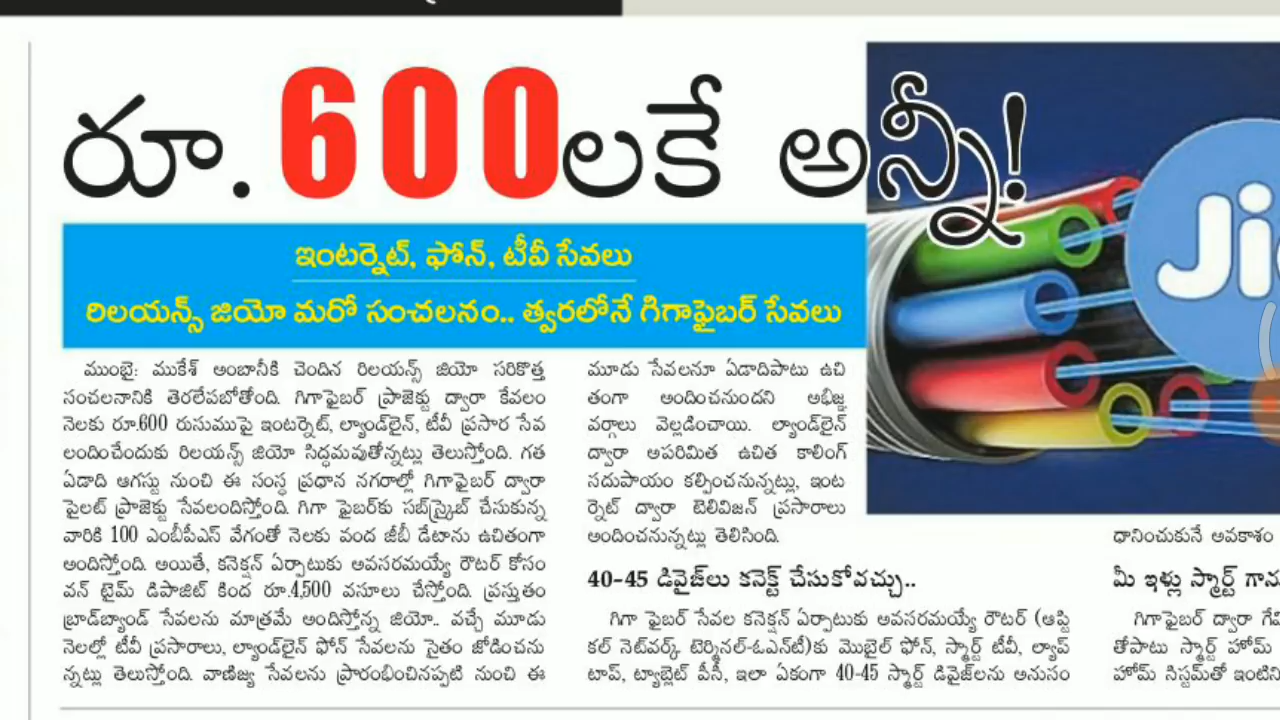 రూ. 600లకే అన్నీ!
ఇంటర్నెట్, ఫోన్, టీవీ సేవలు
రిలయన్స్ జియో మరో సంచలనం.. త్వరలోనే గిగాఫైబర్ సేవలు
ముంబై: ముకేశ్ అంబానీకి చెందిన రిలయన్స్ జియో సరికొత్త
సంచలనానికి తెరలేపబోతోంది. గిగాఫైబర్ ప్రాజెక్టు ద్వారా కేవలం
నెలకు రూ.600 రుసుముపై ఇంటర్నెట్, ల్యాండ్‌లైన్, టీవీ ప్రసార సేవ
లందించేందుకు రిలయన్స్ జియో సిద్ధమవుతోన్నట్లు తెలుస్తోంది. గత
ఏడాది ఆగస్టు నుంచి ఈ సంస్థ ప్రధాన నగరాల్లో గిగాఫైబర్ ద్వారా
పైలట్ ప్రాజెక్టు సేవలందిస్తోంది. గిగా ఫైబర్‌కు సబ్‌స్క్రైబ్ చేసుకున్న
వారికి 100 ఎంబీపీఎస్ వేగంతో నెలకు వంద జీబీ డేటాను ఉచితంగా
అందిస్తోంది. అయితే, కనెక్షన్ ఏర్పాటుకు అవసరమయ్యే రౌటర్ కోసం
వన్ టైమ్ డిపాజిట్ కింద రూ.4,500 వసూలు చేస్తోంది. ప్రస్తుతం
బ్రాడ్‌బ్యాండ్ సేవలను మాత్రమే అందిస్తోన్న జియో.. వచ్చే మూడు
నెలల్లో టీవీ ప్రసారాలు, ల్యాండ్‌లైన్ ఫోన్ సేవలను సైతం జోడించను
న్నట్లు తెలుస్తోంది. వాణిజ్య సేవలను ప్రారంభించినప్పటి నుంచి ఈ
మూడు సేవలనూ ఏడాదిపాటు ఉచి
తంగా అందించనుందని అభిజ్ఞ
వర్గాలు వెల్లడించాయి. ల్యాండ్‌లైన్
ద్వారా అపరిమిత ఉచిత కాలింగ్
సదుపాయం కల్పించనున్నట్లు, ఇంట
ర్నెట్ ద్వారా టెలివిజన్ ప్రసారాలు
అందించనున్నట్లు తెలిసింది.
40-45 డివైజ్‌లు కనెక్ట్ చేసుకోవచ్చు..
గిగా ఫైబర్ సేవల కనెక్షన్ ఏర్పాటుకు అవసరమయ్యే రౌటర్ (ఆప్టి
కల్ నెట్‌వర్క్ టెర్మినల్-ఓఎన్‌టీ)కు మొబైల్ ఫోన్, స్మార్ట్ టీవీ, ల్యాప్
టాప్, ట్యాబ్లెట్ పీసీ, ఇలా ఏకంగా 40-45 స్మార్ట్ డివైజ్‌లను అనుసం
ధానించుకునే అవకాశం
మీ ఇళ్లు స్మార్ట్
గిగాఫైబర్ ద్వారా
తోపాటు స్మార్ట్ హోమ్
హోమ్ సిస్టమ్‌తో